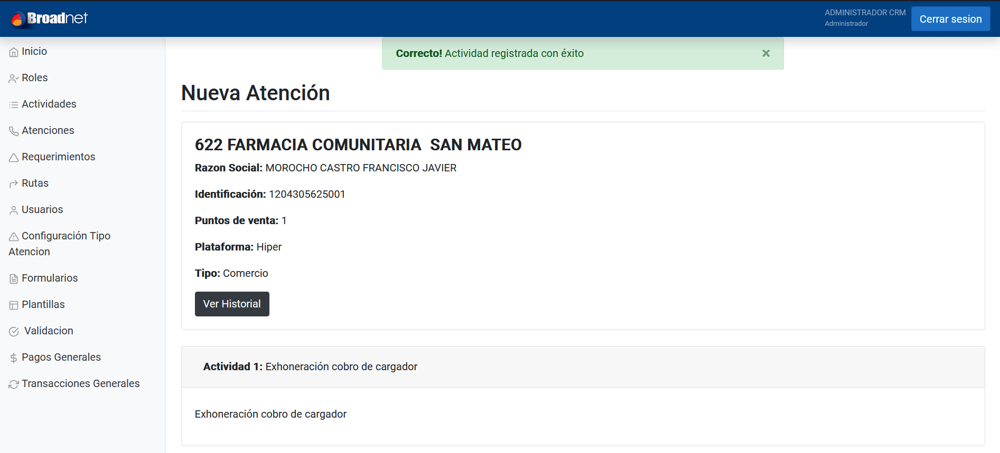 Broadnet
ADMINISTRADOR CRM
Administrador
Cerrar sesion
Inicio
Roles
Actividades
Atenciones
Requerimientos
Rutas
Usuarios
Configuración Tipo
Atencion
Formularios
Plantillas
Validacion
Pagos Generales
Transacciones Generales
Correcto! Actividad registrada con éxito ×
Nueva Atención
622 FARMACIA COMUNITARIA  SAN MATEO
Razon Social: MOROCHO CASTRO FRANCISCO JAVIER
Identificación: 1204305625001
Puntos de venta: 1
Plataforma: Hiper
Tipo: Comercio
Ver Historial
Actividad 1: Exhoneración cobro de cargador
Exhoneración cobro de cargador